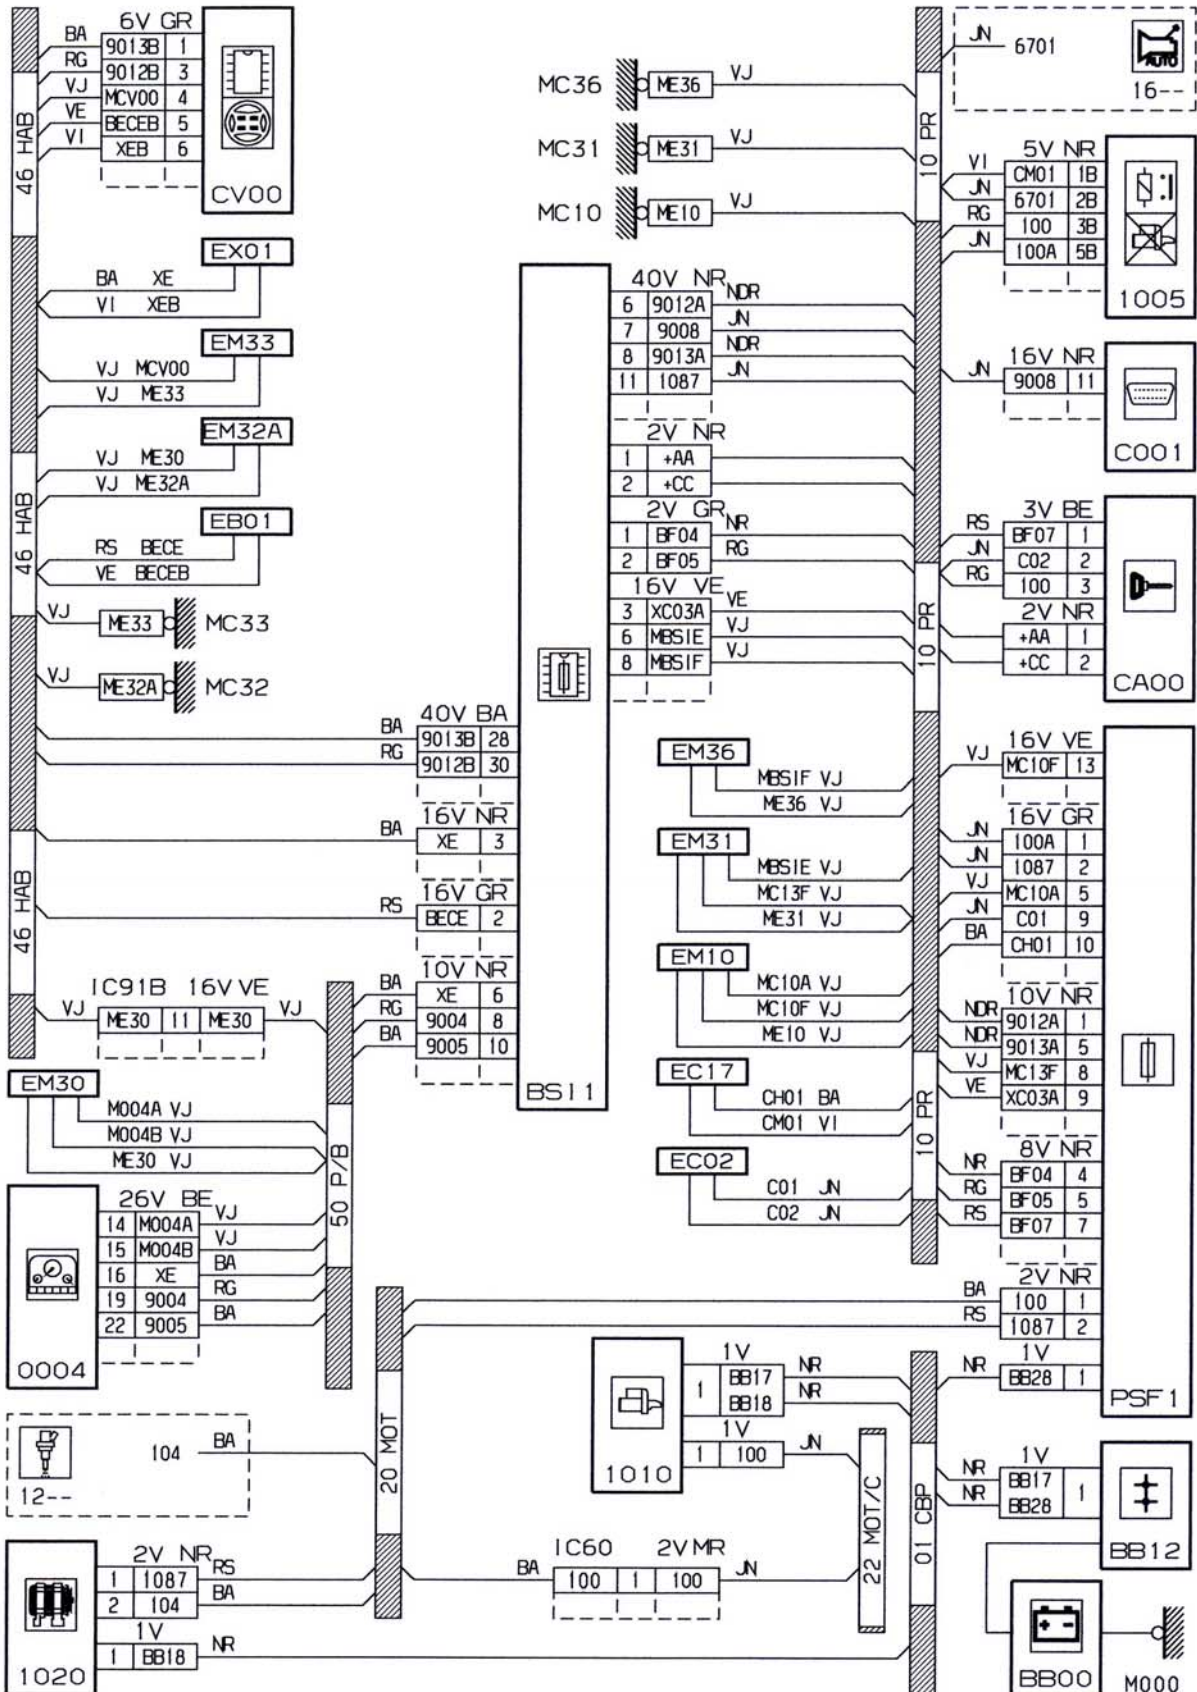 6V GR
BA 9013B 1
RG 9012B 3
VJ MCV00 4
VE BECEB 5
VI XEB 6
CV00
46 HAB
EX01
BA XE
VI XEB
EM33
VJ MCV00
VJ ME33
EM32A
VJ ME30
VJ ME32A
46 HAB
EB01
RS BECE
VE BECEB
VJ ME33 MC33
VJ ME32A MC32
46 HAB
MC36 ME36 VJ
MC31 ME31 VJ
MC10 ME10 VJ
10 PR
JN 6701
AUTO
16--
5V NR
VI CM01 1B
JN 6701 2B
RG 100 3B
JN 100A 5B
1005
16V NR
JN 9008 11
C001
3V BE
RS BF07 1
JN C02 2
RG 100 3
2V NR
+AA 1
+CC 2
CA00
10 PR
40V NR
6 9012A NDR
7 9008 JN
8 9013A NDR
11 1087 JN
2V NR
1 +AA
2 +CC
2V GR
1 BF04 NR
2 BF05 RG
16V VE
3 XC03A VE
6 MBSIE VJ
8 MBSIF VJ
40V BA
BA 9013B 28
RG 9012B 30
16V NR
BA XE 3
16V GR
RS BECE 2
10V NR
BA XE 6
RG 9004 8
BA 9005 10
BSI1
EM36
MBSIF VJ
ME36 VJ
EM31
MBSIE VJ
MC13F VJ
ME31 VJ
EM10
MC10A VJ
MC10F VJ
ME10 VJ
EC17
CH01 BA
CM01 VI
EC02
C01 JN
C02 JN
10 PR
16V VE
VJ MC10F 13
16V GR
JN 100A 1
JN 1087 2
VJ MC10A 5
JN C01 9
BA CH01 10
10V NR
NDR 9012A 1
NDR 9013A 5
VJ MC13F 8
VE XC03A 9
8V NR
NR BF04 4
RG BF05 5
RS BF07 7
2V NR
BA 100 1
RS 1087 2
1V
NR BB28 1
PSF1
IC91B 16V VE
VJ ME30 11 ME30 VJ
EM30
M004A VJ
M004B VJ
ME30 VJ
50 P/B
26V BE
14 M004A VJ
15 M004B VJ
16 XE BA
19 9004 RG
22 9005 BA
0004
104 BA
12--
20 MOT
2V NR
1 1087 RS
2 104 BA
1V
1 BB18 NR
1020
1V
1 BB17 NR
BB18 NR
1V
1 100 JN
1010
IC60 2V MR
BA 100 1 100 JN
22 MOT/C
01 CBP
1V
NR BB17 1
NR BB28
BB12
+ -
BB00
M000